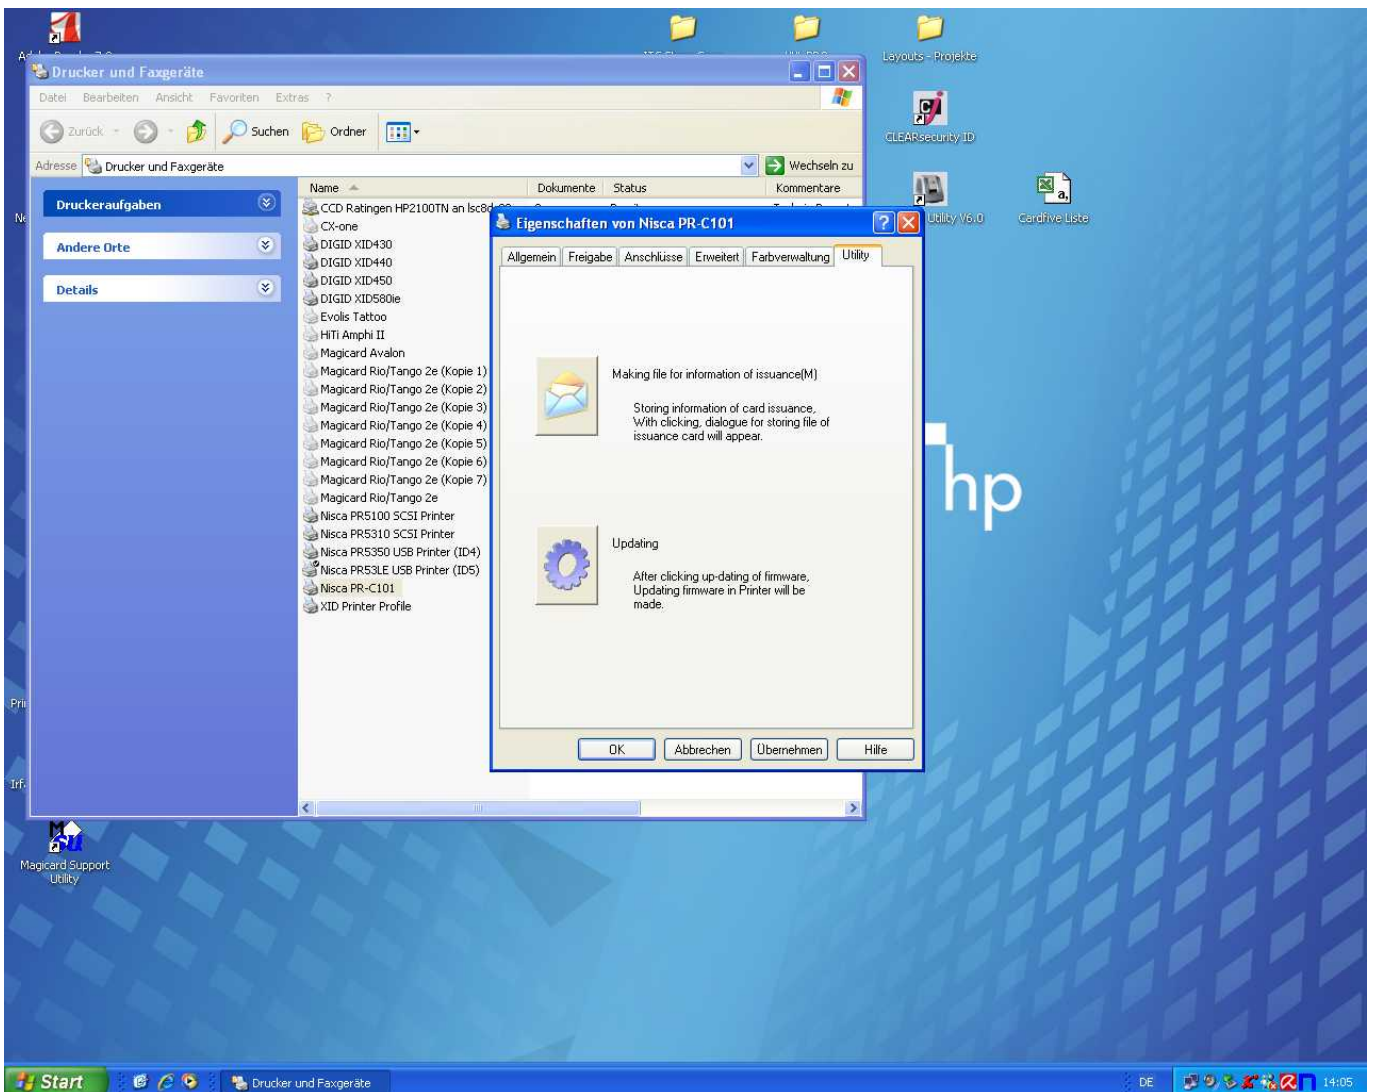 Layouts - Projekte
Drucker und Faxgeräte
Datei Bearbeiten Ansicht Favoriten Extras ?
Zurück Suchen Ordner
Adresse Drucker und Faxgeräte Wechseln zu
CLEARsecurity ID
Utility V6.0
Cardfive Liste
a,
Druckeraufgaben
Andere Orte
Details
Name Dokumente Status Kommentare
CCD Ratingen HP2100TN an
CX-one
DIGID XID430
DIGID XID440
DIGID XID450
DIGID XID580ie
Evolis Tattoo
HiTi Amphi II
Magicard Avalon
Magicard Rio/Tango 2e (Kopie 1)
Magicard Rio/Tango 2e (Kopie 2)
Magicard Rio/Tango 2e (Kopie 3)
Magicard Rio/Tango 2e (Kopie 4)
Magicard Rio/Tango 2e (Kopie 5)
Magicard Rio/Tango 2e (Kopie 6)
Magicard Rio/Tango 2e (Kopie 7)
Magicard Rio/Tango 2e
Nisca PR5100 SCSI Printer
Nisca PR5310 SCSI Printer
Nisca PR5350 USB Printer (ID4)
Nisca PR53LE USB Printer (ID5)
Nisca PR-C101
XID Printer Profile
Eigenschaften von Nisca PR-C101
Allgemein Freigabe Anschlüsse Erweitert Farbverwaltung Utility
Making file for information of issuance(M)
Storing information of card issuance,
With clicking, dialogue for storing file of
issuance card will appear.
Updating
After clicking up-dating of firmware,
Updating firmware in Printer will be
made.
OK Abbrechen Übernehmen Hilfe
hp
Magicard Support
Utility
Start Drucker und Faxgeräte DE 14:05